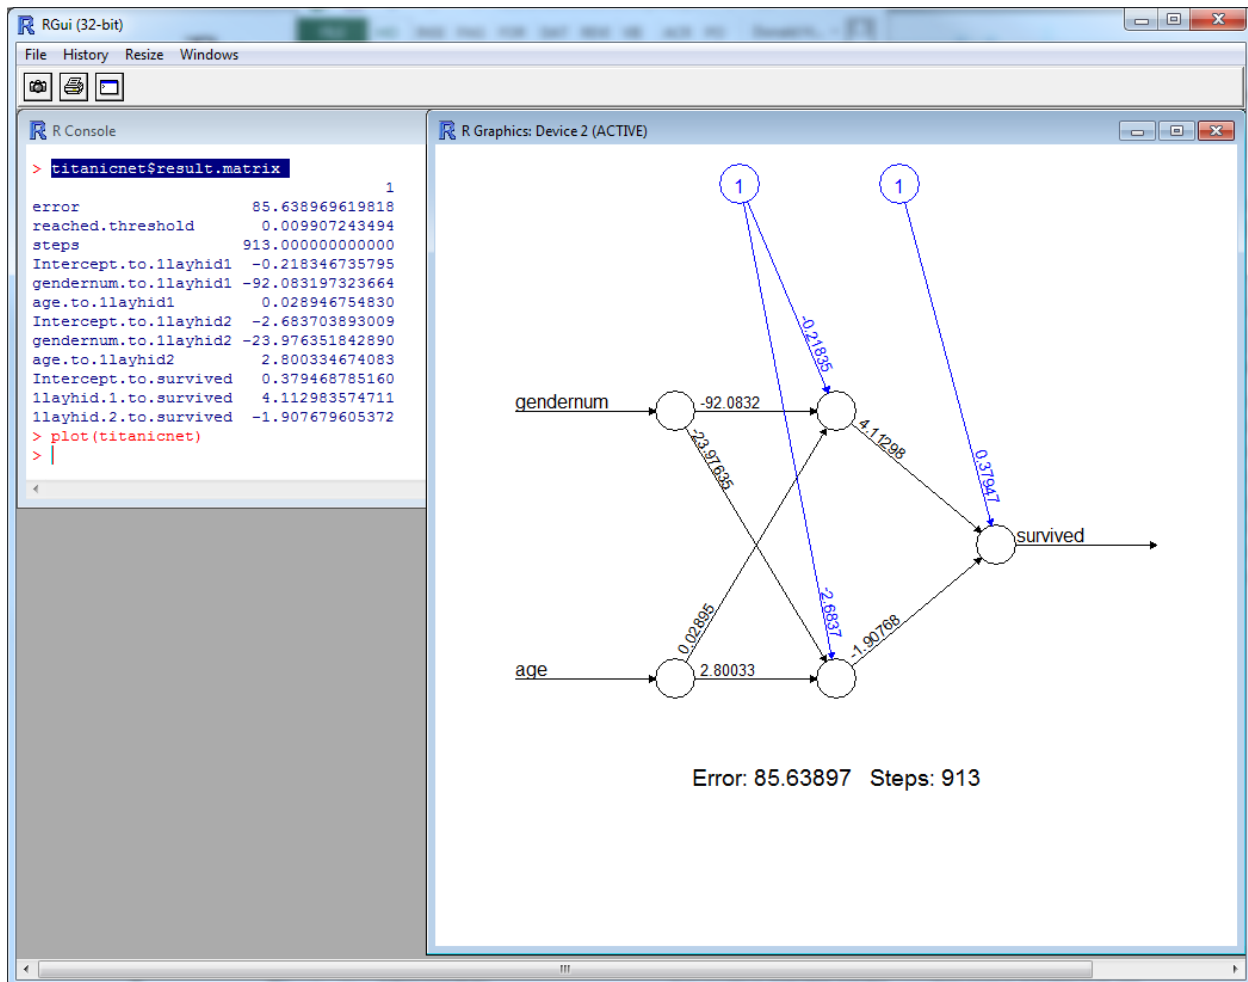 RGui (32-bit)
File History Resize Windows
R Console
> titanicnet$result.matrix
1
error 85.638969619818
reached.threshold 0.009907243494
steps 913.000000000000
Intercept.to.1layhid1 -0.218346735795
gendernum.to.1layhid1 -92.083197323664
age.to.1layhid1 0.028946754830
Intercept.to.1layhid2 -2.683703893009
gendernum.to.1layhid2 -23.976351842890
age.to.1layhid2 2.800334674083
Intercept.to.survived 0.379468785160
1layhid.1.to.survived 4.112983574711
1layhid.2.to.survived -1.907679605372
> plot(titanicnet)
>
R Graphics: Device 2 (ACTIVE)
1
1
-0.21835
gendernum
-92.0832
4.11298
-23.97635
0.37947
survived
0.02895
-2.6837
-1.90768
age
2.80033
Error: 85.63897 Steps: 913